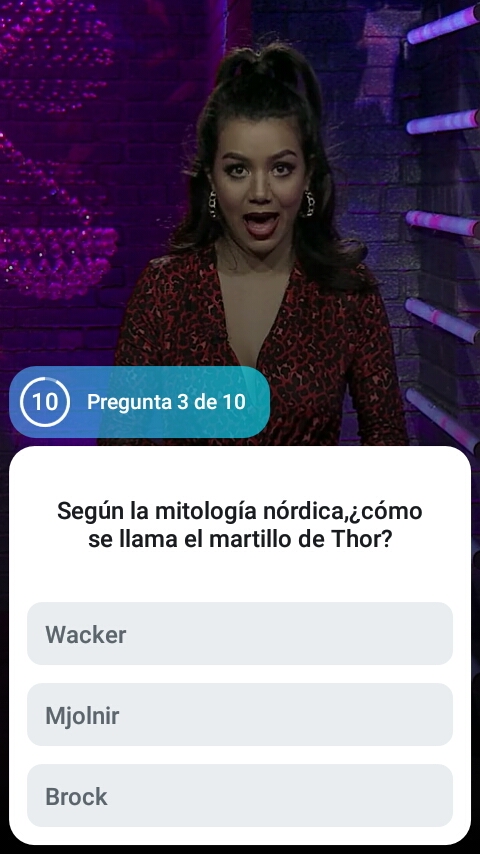 10
Pregunta 3 de 10
Según la mitología nórdica,¿cómo
se llama el martillo de Thor?
Wacker
Mjolnir
Brock